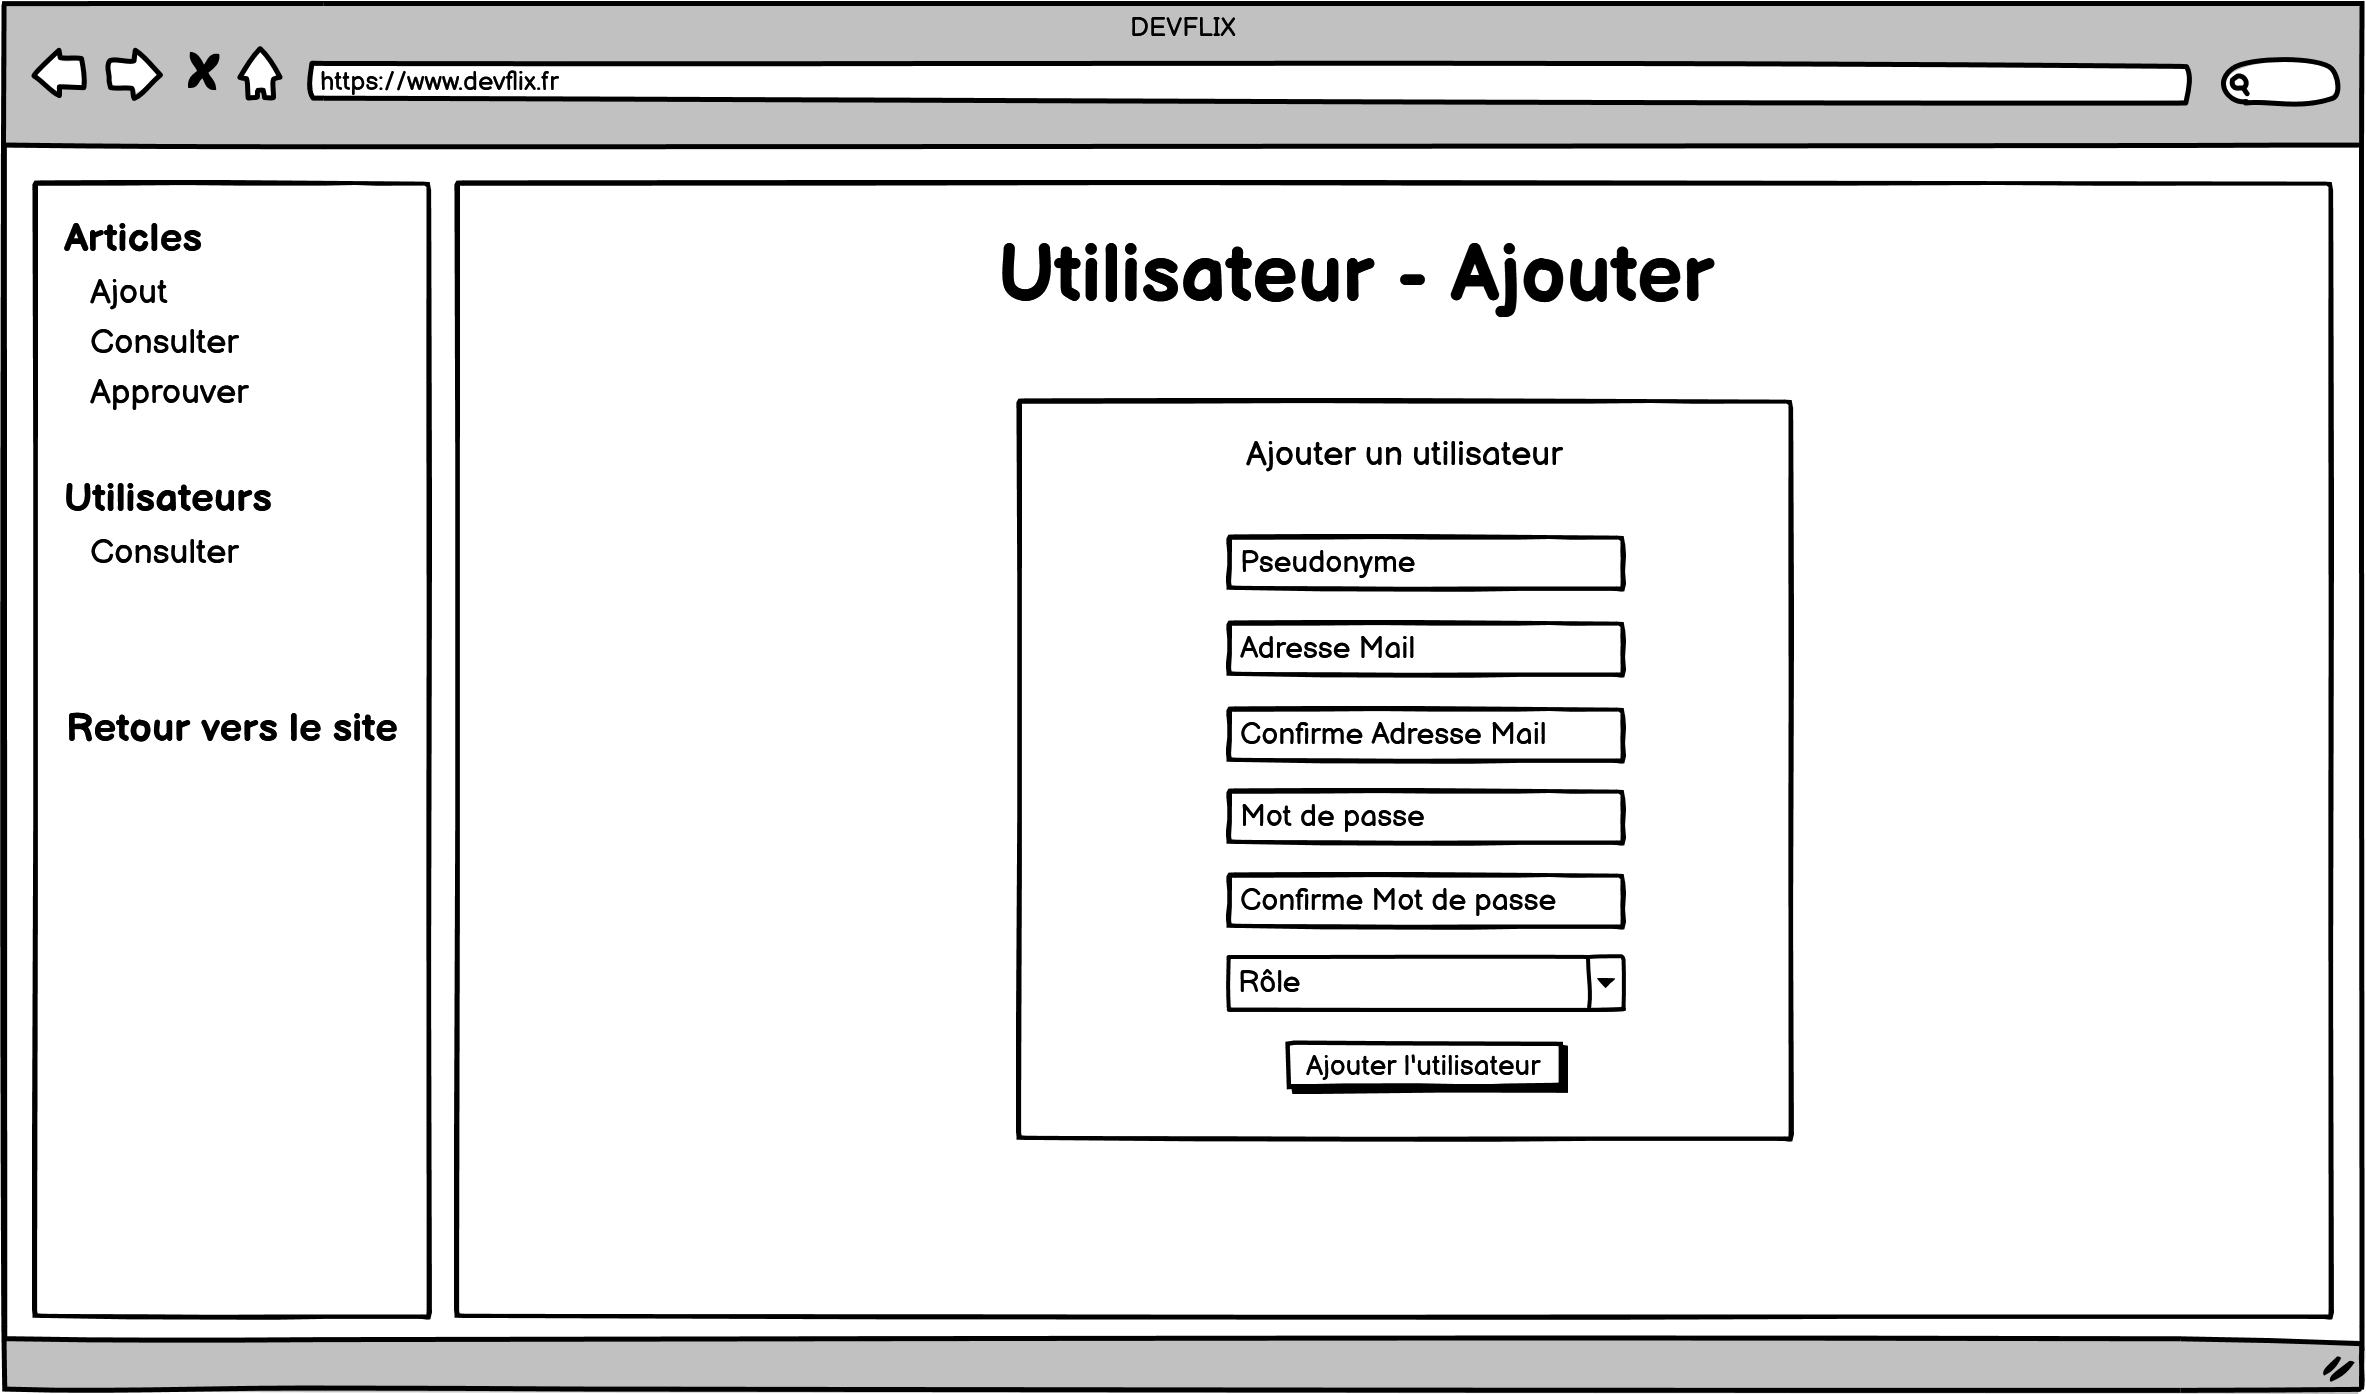 DEVFLIX
https://www.devflix.fr
Articles
Ajout
Consulter
Approuver
Utilisateurs
Consulter
Retour vers le site
Utilisateur - Ajouter
Ajouter un utilisateur
Pseudonyme
Adresse Mail
Confirme Adresse Mail
Mot de passe
Confirme Mot de passe
Rôle
Ajouter l'utilisateur